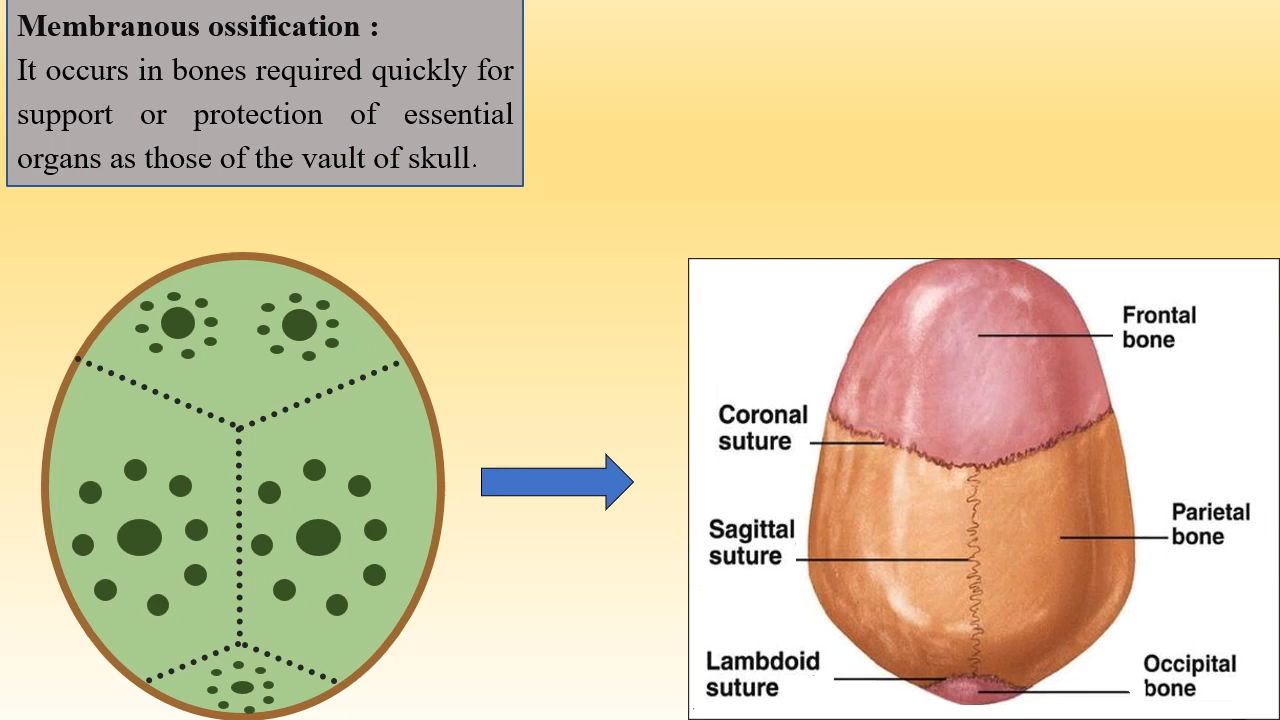 Membranous ossification :
It occurs in bones required quickly for
support or protection of essential
organs as those of the vault of skull.
Frontal
bone
Coronal
suture
Parietal
bone
Sagittal
suture
Lambdoid
suture
Occipital
bone